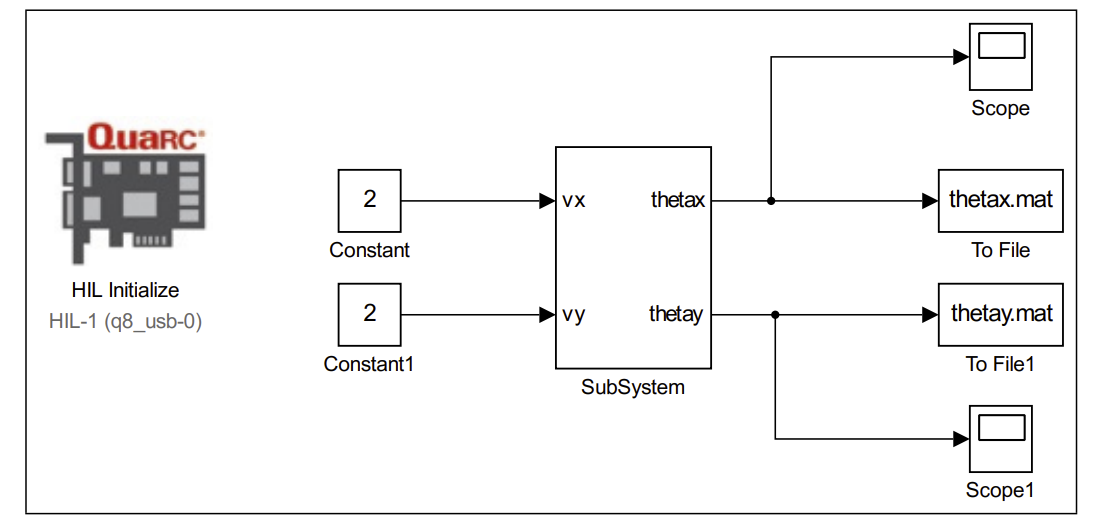 QUARC®
HIL Initialize
HIL-1 (q8_usb-0)
2
Constant
2
Constant1
vx
thetax
vy
thetay
SubSystem
Scope
thetax.mat
To File
thetay.mat
To File1
Scope1